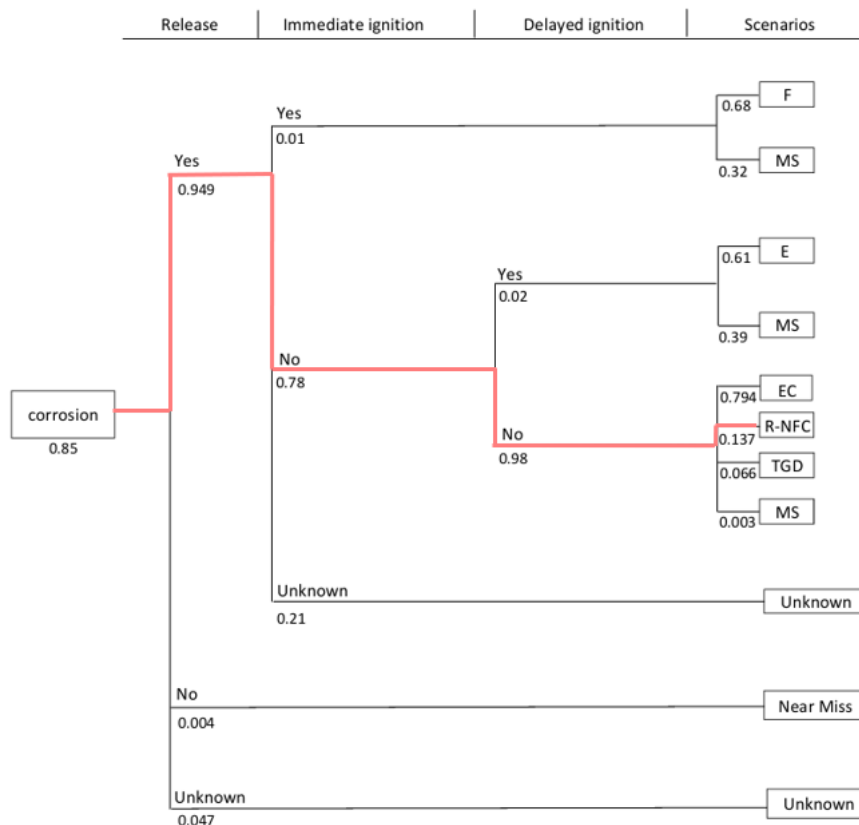 Release Immediate ignition Delayed ignition Scenarios
0.68 F
Yes
0.01
Yes
0.32 MS
0.949
0.61 E
Yes
0.02
0.39 MS
No
0.78
0.794 EC
corrosion
0.85
No
0.98
0.137 R-NFC
0.066 TGD
0.003 MS
Unknown
0.21
Unknown
No
0.004
Near Miss
Unknown
0.047
Unknown